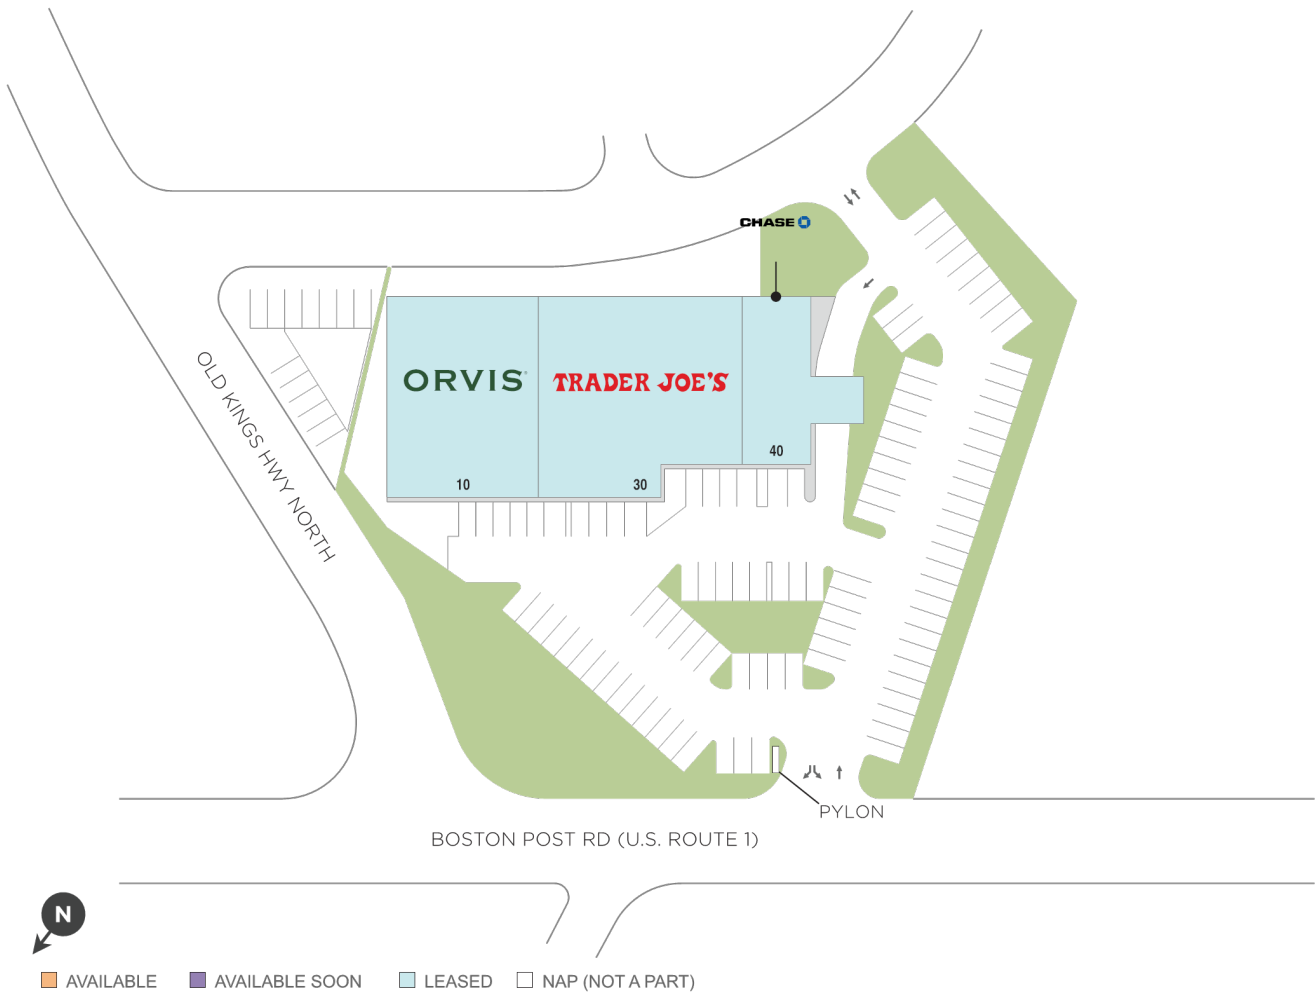 CHASE
ORVIS
TRADER JOE'S
40
10
30
OLD KINGS HWY NORTH
PYLON
BOSTON POST RD (U.S. ROUTE 1)
N
AVAILABLE
AVAILABLE SOON
LEASED
NAP (NOT A PART)